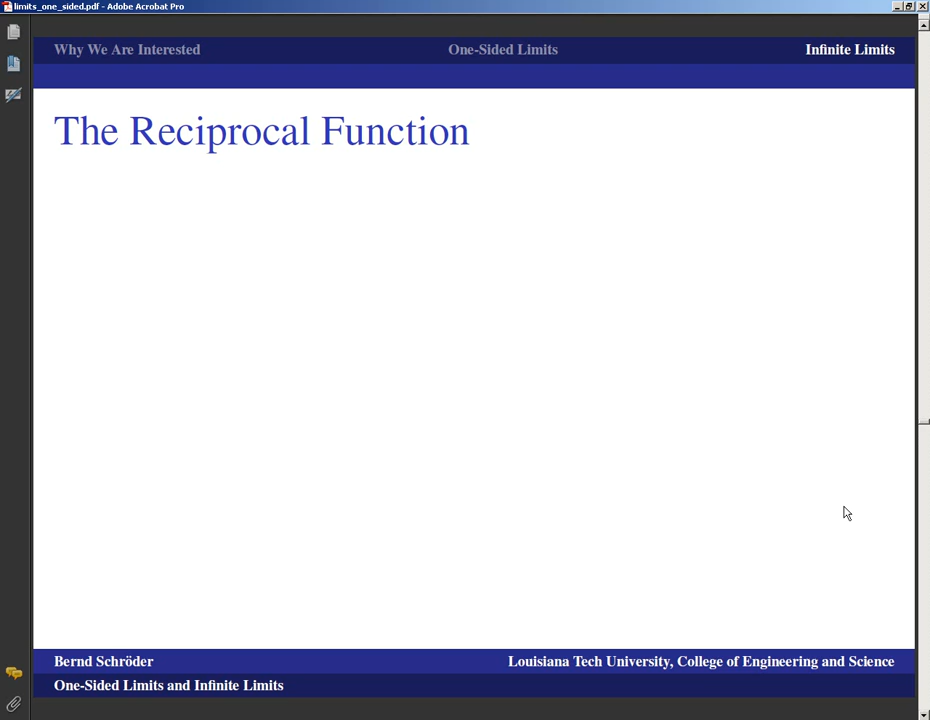 limits_one_sided.pdf - Adobe Acrobat Pro
Why We Are Interested One-Sided Limits Infinite Limits
The Reciprocal Function
Bernd Schröder Louisiana Tech University, College of Engineering and Science
One-Sided Limits and Infinite Limits